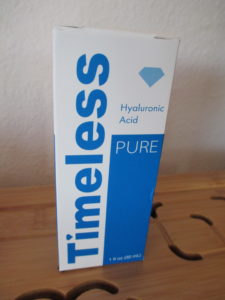 Timeless
Hyaluronic
Acid
PURE
1 fl oz (30 mL)